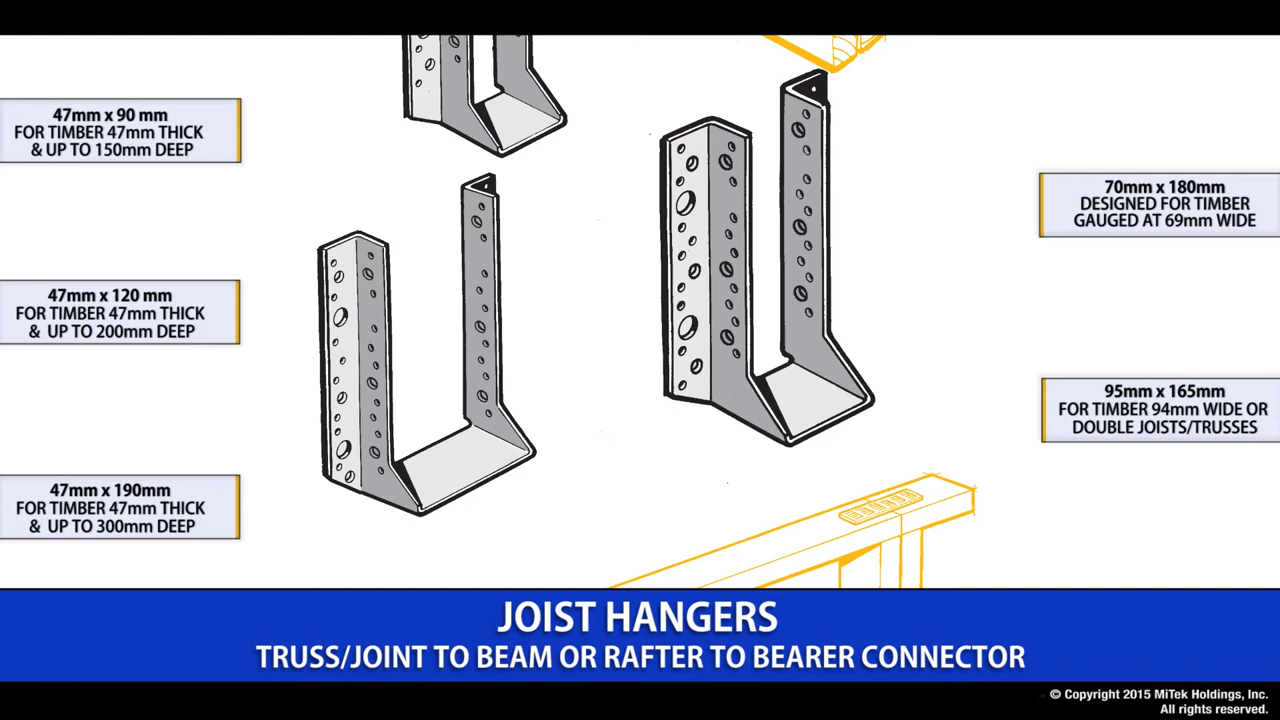 47mm x 90 mm
FOR TIMBER 47mm THICK
& UP TO 150mm DEEP
47mm x 120 mm
FOR TIMBER 47mm THICK
& UP TO 200mm DEEP
47mm x 190mm
FOR TIMBER 47mm THICK
& UP TO 300mm DEEP
70mm x 180mm
DESIGNED FOR TIMBER
GAUGED AT 69mm WIDE
95mm x 165mm
FOR TIMBER 94mm WIDE OR
DOUBLE JOISTS/TRUSSES
JOIST HANGERS
TRUSS/JOINT TO BEAM OR RAFTER TO BEARER CONNECTOR
© Copyright 2015 MiTek Holdings, Inc.
All rights reserved.